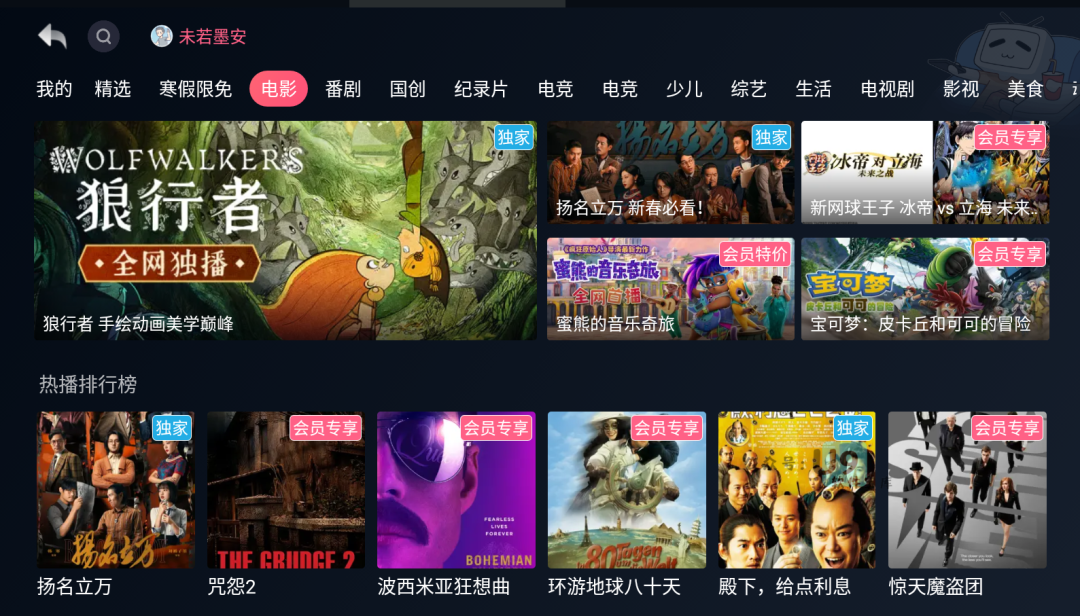 未若墨安
我的 精选 寒假限免 电影 番剧 国创 纪录片 电竞 电竞 少儿 综艺 生活 电视剧 影视 美食
独家
WOLFWALKERS
狼行者
全网独播
狼行者 手绘动画美学巅峰
独家
扬名立万
扬名立万 新春必看！
会员专享
冰帝 对 立海
未来之战
新网球王子 冰帝 vs 立海 未来..
会员特价
蜜熊的音乐奇旅
全网首播
蜜熊的音乐奇旅
会员专享
宝可梦
皮卡丘和可可的冒险
宝可梦：皮卡丘和可可的冒险
热播排行榜
独家
扬名立万
扬名立万
会员专享
THE GRUDGE 2
咒怨2
会员专享
FEARLESS
LIVES
FOREVER
BOHEMIAN
波西米亚狂想曲
会员专享
环游地球八十天
独家
殿下，给点利息
会员专享
惊天魔盗团